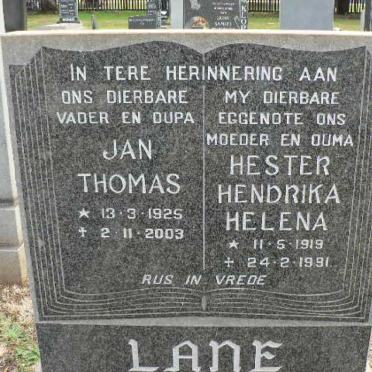 IN TERE HERINNERING AAN
ONS DIERBARE
VADER EN OUPA
JAN
THOMAS
★ 13·3·1925
✝ 2·11·2003
MY DIERBARE
EGGENOTE ONS
MOEDER EN OUMA
HESTER
HENDRIKA
HELENA
★ 11·5·1919
✝ 24·2·1991
RUS IN VREDE
LANE